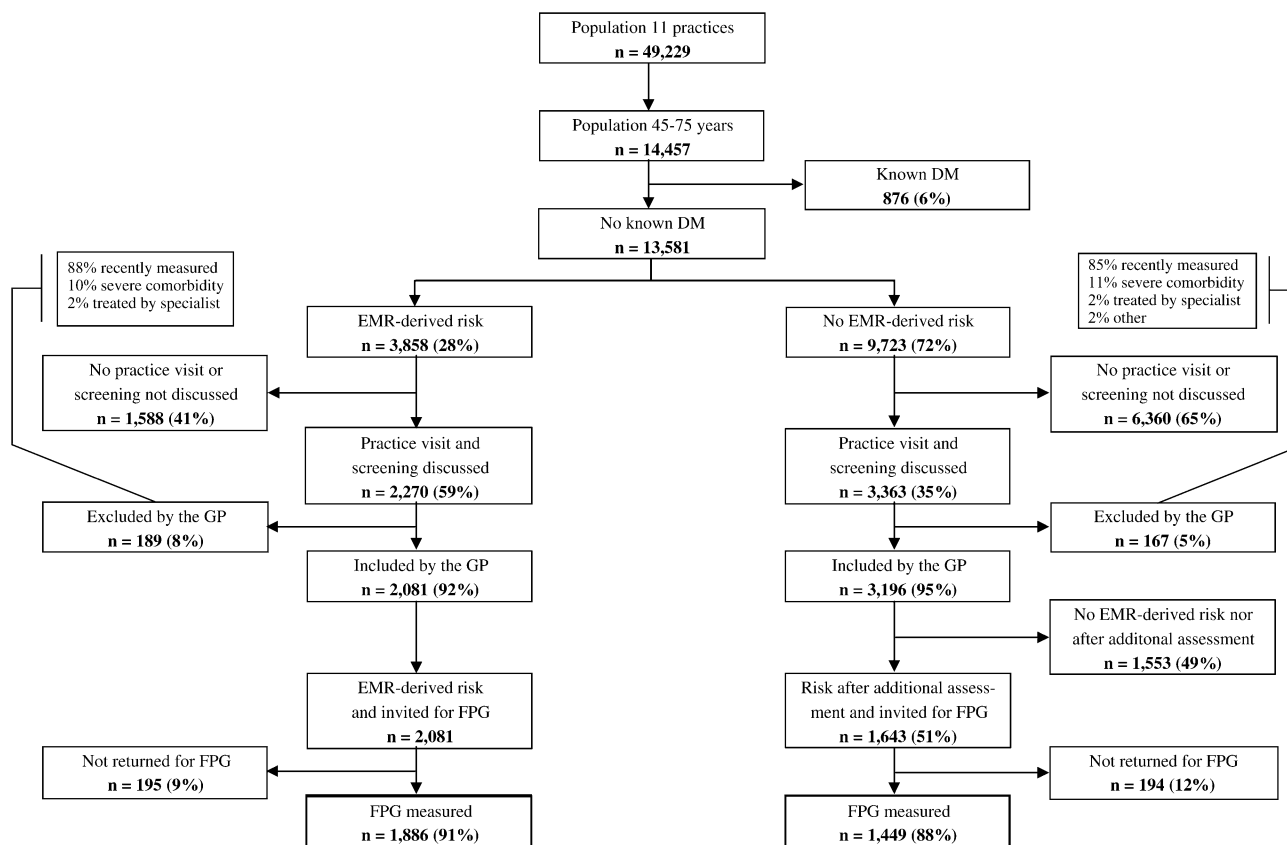 Population 11 practices
n = 49,229
Population 45-75 years
n = 14,457
Known DM
876 (6%)
No known DM
n = 13,581
88% recently measured
10% severe comorbidity
2% treated by specialist
85% recently measured
11% severe comorbidity
2% treated by specialist
2% other
EMR-derived risk
n = 3,858 (28%)
No EMR-derived risk
n = 9,723 (72%)
No practice visit or
screening not discussed
n = 1,588 (41%)
No practice visit or
screening not discussed
n = 6,360 (65%)
Practice visit and
screening discussed
n = 2,270 (59%)
Practice visit and
screening discussed
n = 3,363 (35%)
Excluded by the GP
n = 189 (8%)
Excluded by the GP
n = 167 (5%)
Included by the GP
n = 2,081 (92%)
Included by the GP
n = 3,196 (95%)
No EMR-derived risk nor
after additonal assessment
n = 1,553 (49%)
EMR-derived risk
and invited for FPG
n = 2,081
Risk after additional assess-
ment and invited for FPG
n = 1,643 (51%)
Not returned for FPG
n = 195 (9%)
Not returned for FPG
n = 194 (12%)
FPG measured
n = 1,886 (91%)
FPG measured
n = 1,449 (88%)